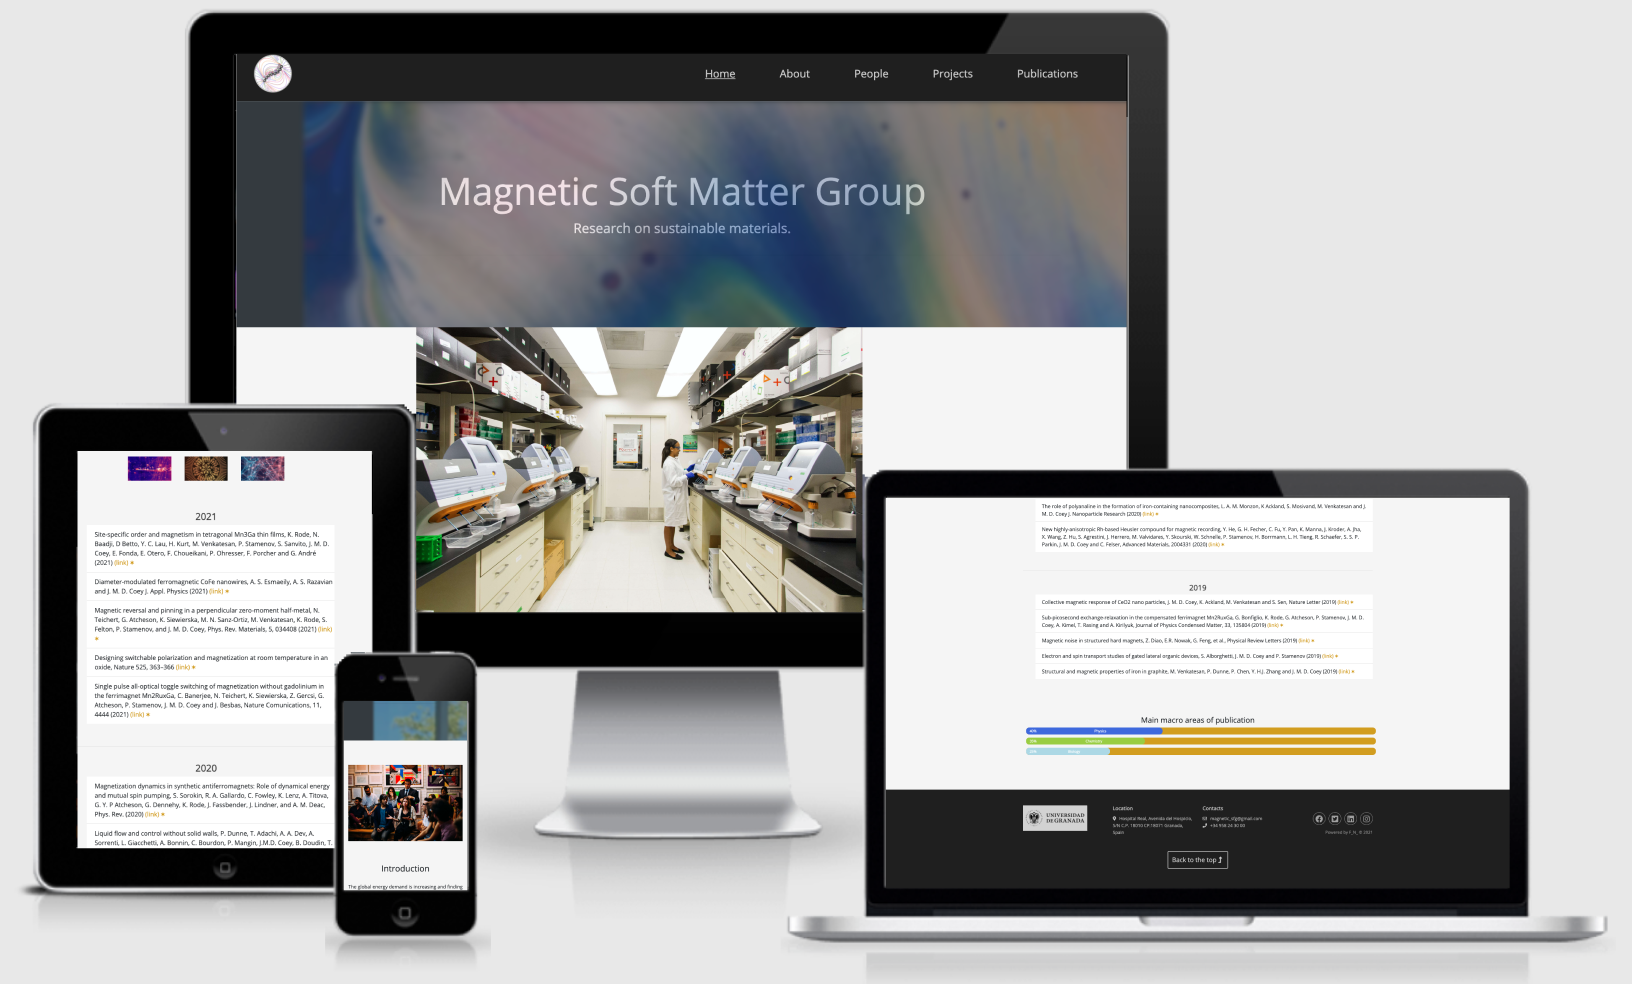 Home
About
People
Projects
Publications
Magnetic Soft Matter Group
Research on sustainable materials.
2021
Site-specific order and magnetism in tetragonal Mn3Ga thin films, K. Rode, N.
Baadji, D Betto, Y. C. Lau, H. Kurt, M. Venkatesan, P. Stamenov, S. Sanvito, J. M. D.
Coey, E. Fonda, E. Otero, F. Choueikani, P. Ohresser, F. Porcher and G. André
(2021) (link)
Diameter-modulated ferromagnetic CoFe nanowires, A. S. Esmaeily, A. S. Razavian
and J. M. D. Coey J. Appl. Physics (2021) (link)
Magnetic reversal and pinning in a perpendicular zero-moment half-metal, N.
Teichert, G. Atcheson, K. Siewierska, M. N. Sanz-Ortiz, M. Venkatesan, K. Rode, S.
Felton, P. Stamenov, and J. M. D. Coey, Phys. Rev. Materials, 5, 034408 (2021) (link)
Designing switchable polarization and magnetization at room temperature in an
oxide, Nature 525, 363–366 (link)
Single pulse all-optical toggle switching of magnetization without gadolinium in
the ferrimagnet Mn2RuxGa, C. Banerjee, N. Teichert, K. Siewierska, Z. Gercsi, G.
Atcheson, P. Stamenov, J. M. D. Coey and J. Besbas, Nature Comunications, 11,
4444 (2021) (link)
2020
Magnetization dynamics in synthetic antiferromagnets: Role of dynamical energy
and mutual spin pumping, S. Sorokin, R. A. Gallardo, C. Fowley, K. Lenz, A. Titova,
G. Y. P Atcheson, G. Dennehy, K. Rode, J. Fassbender, J. Lindner, and A. M. Deac,
Phys. Rev. (2020) (link)
Liquid flow and control without solid walls, P. Dunne, T. Adachi, A. A. Dev, A.
Sorrenti, L. Giacchetti, A. Bonnin, C. Bourdon, P. Mangin, J.M.D. Coey, B. Doudin, T.
Introduction
The global energy demand is increasing and finding
The role of polyanaline in the formation of iron-containing nanocomposites, L. A. M. Monzon, K Ackland, S. Mosivand, M. Venkatesan and J.
M. D. Coey J. Nanoparticle Research (2020) (link)
New highly-anisotropic Rh-based Heusler compound for magnetic recording, Y. He, G. H. Fecher, C. Fu, Y. Pan, K. Manna, J. Kroder, A. Jha,
X. Wang, Z. Hu, S. Agrestini, J. Herrero, M. Valvidares, Y. Skourski, W. Schnelle, P. Stamenov, H. Borrmann, L. H. Tjeng, R. Schaefer, S. S. P.
Parkin, J. M. D. Coey and C. Felser, Advanced Materials, 2004331 (2020) (link)
2019
Collective magnetic response of CeO2 nano particles, J. M. D. Coey, K. Ackland, M. Venkatesan and S. Sen, Nature Letter (2019) (link)
Sub-picosecond exchange-relaxation in the compensated ferrimagnet Mn2RuxGa, G. Bonfiglio, K. Rode, G. Atcheson, P. Stamenov, J. M. D.
Coey, A. Kimel, T. Rasing and A. Kirilyuk, Journal of Physics Condensed Matter, 33, 135804 (2019) (link)
Magnetic noise in structured hard magnets, Z. Diao, E.R. Nowak, G. Feng, et al., Physical Review Letters (2019) (link)
Electron and spin transport studies of gated lateral organic devices, S. Alborghetti, J. M. D. Coey and P. Stamenov (2019) (link)
Structural and magnetic properties of iron in graphite, M. Venkatesan, P. Dunne, P. Chen, Y. H.J. Zhang and J. M. D. Coey (2019) (link)
Main macro areas of publication
40%
Physics
Chemistry
Biology
UNIVERSIDAD
DE GRANADA
Location
Hospital Real, Avenida del Hospicio,
S/N C.P. 18010 CP:18071 Granada,
Spain
Contacts
magnetic_sfg@gmail.com
+34 958 24 30 00
Powered by F_N_ © 2021
Back to the top